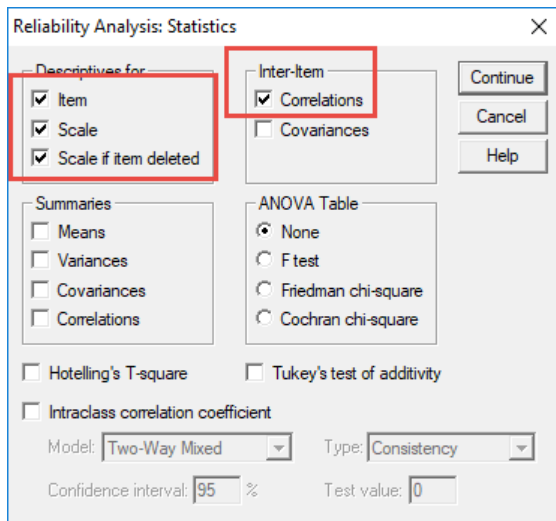 Reliability Analysis: Statistics
Descriptives for
Item
Scale
Scale if item deleted
Inter-Item
Correlations
Covariances
Continue
Cancel
Help
Summaries
Means
Variances
Covariances
Correlations
ANOVA Table
None
F test
Friedman chi-square
Cochran chi-square
Hotelling's T-square
Tukey's test of additivity
Intraclass correlation coefficient
Model: Two-Way Mixed
Type: Consistency
Confidence interval: 95 %
Test value: 0